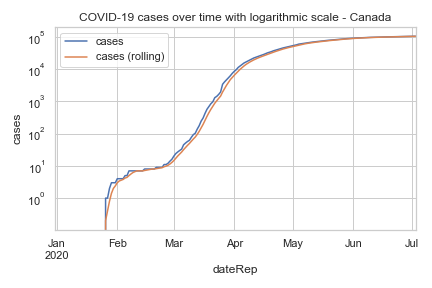 COVID-19 cases over time with logarithmic scale - Canada
cases
cases (rolling)
10^5
10^4
10^3
10^2
10^1
10^0
cases
Jan Feb Mar Apr May Jun Jul
2020
dateRep